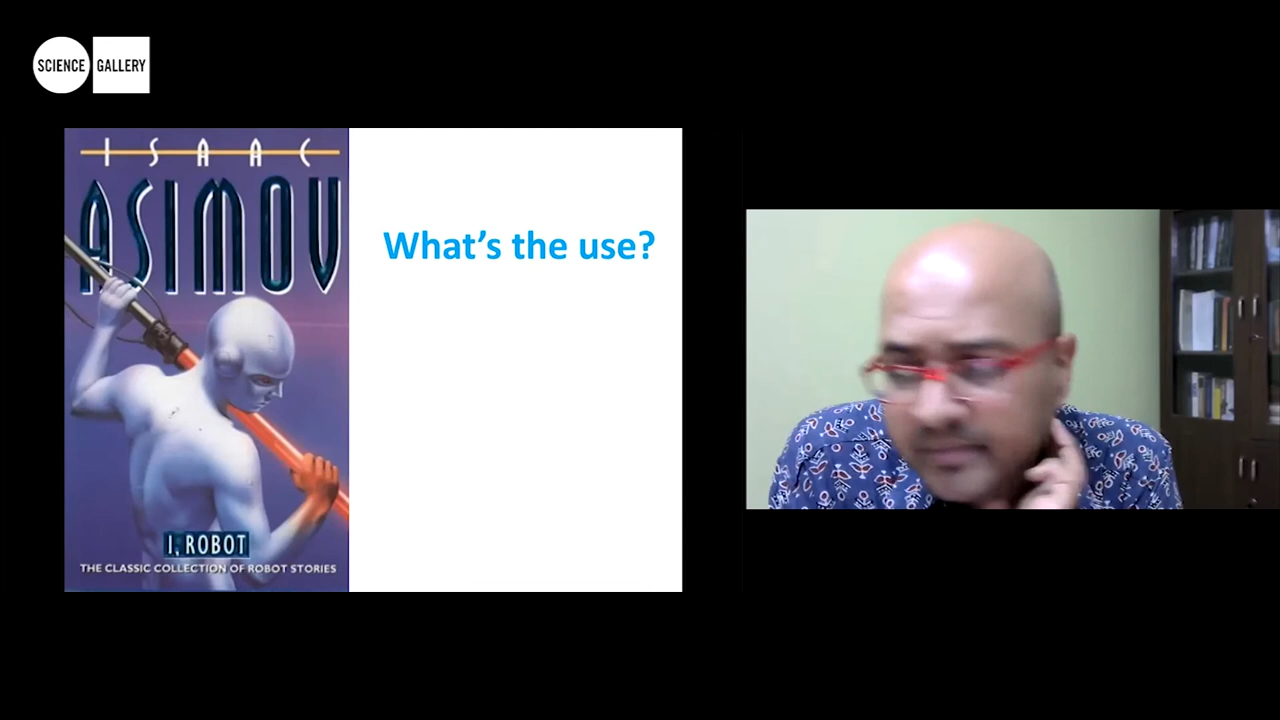 SCIENCE GALLERY
ISAAC
ASIMOV
What's the use?
I, ROBOT
THE CLASSIC COLLECTION OF ROBOT STORIES